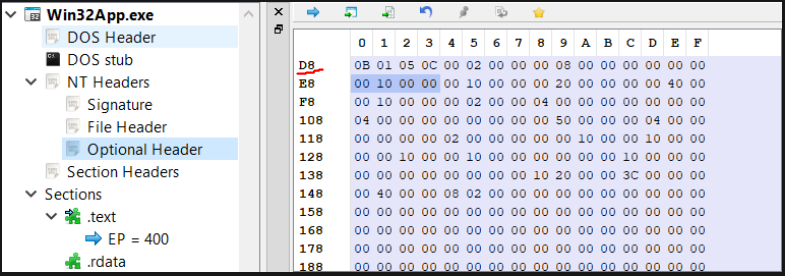 Win32App.exe
DOS Header
DOS stub
NT Headers
Signature
File Header
Optional Header
Section Headers
Sections
.text
EP = 400
.rdata
0 1 2 3 4 5 6 7 8 9 A B C D E F
D8 0B 01 05 0C 00 02 00 00 00 08 00 00 00 00 00 00
E8 00 10 00 00 00 10 00 00 00 20 00 00 00 00 40 00
F8 00 10 00 00 00 02 00 00 04 00 00 00 00 00 00 00
108 04 00 00 00 00 00 00 00 00 50 00 00 00 04 00 00
118 00 00 00 00 02 00 00 00 00 00 10 00 00 10 00 00
128 00 00 10 00 00 10 00 00 00 00 00 00 10 00 00 00
138 00 00 00 00 00 00 00 00 10 20 00 00 3C 00 00 00
148 00 40 00 00 08 02 00 00 00 00 00 00 00 00 00 00
158 00 00 00 00 00 00 00 00 00 00 00 00 00 00 00 00
168 00 00 00 00 00 00 00 00 00 00 00 00 00 00 00 00
178 00 00 00 00 00 00 00 00 00 00 00 00 00 00 00 00
188 00 00 00 00 00 00 00 00 00 00 00 00 00 00 00 00